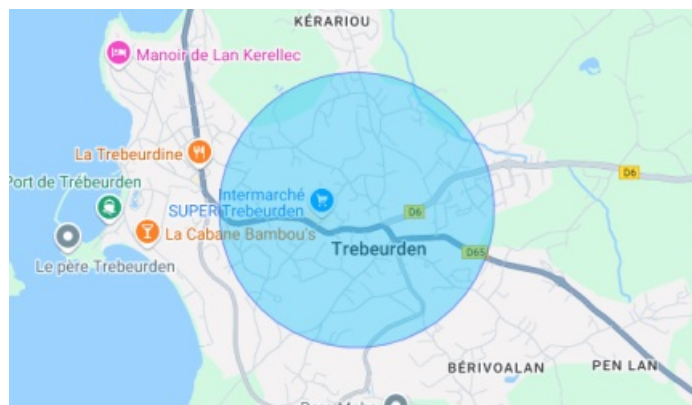 KÉRARIOU
Manoir de Lan Kerellec
La Trebeurdine
D6
Port de Trébeurden
Intermarché
SUPER Trebeurden
D6
La Cabane Bambou's
Trebeurden
D65
Le père Trebeurden
BÉRIVOALAN
PEN LAN